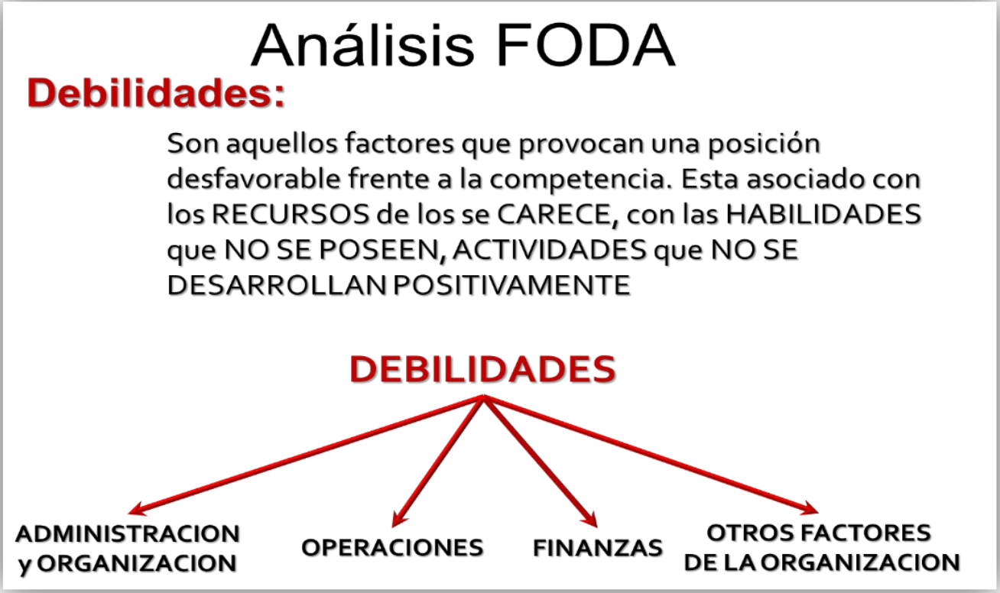 Análisis FODA
Debilidades:
Son aquellos factores que provocan una posición
desfavorable frente a la competencia. Esta asociado con
los RECURSOS de los se CARECE, con las HABILIDADES
que NO SE POSEEN, ACTIVIDADES que NO SE
DESARROLLAN POSITIVAMENTE
DEBILIDADES
ADMINISTRACION
y ORGANIZACION
OPERACIONES
FINANZAS
OTROS FACTORES
DE LA ORGANIZACION